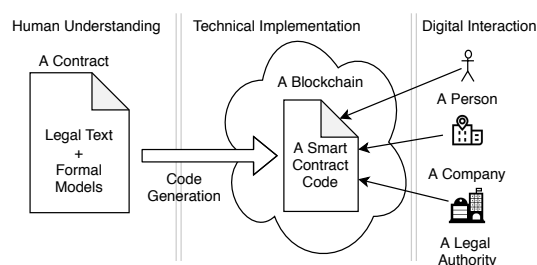 Human Understanding
Technical Implementation
Digital Interaction
A Contract
Legal Text
+
Formal
Models
Code
Generation
A Blockchain
A Smart
Contract
Code
A Person
A Company
A Legal
Authority